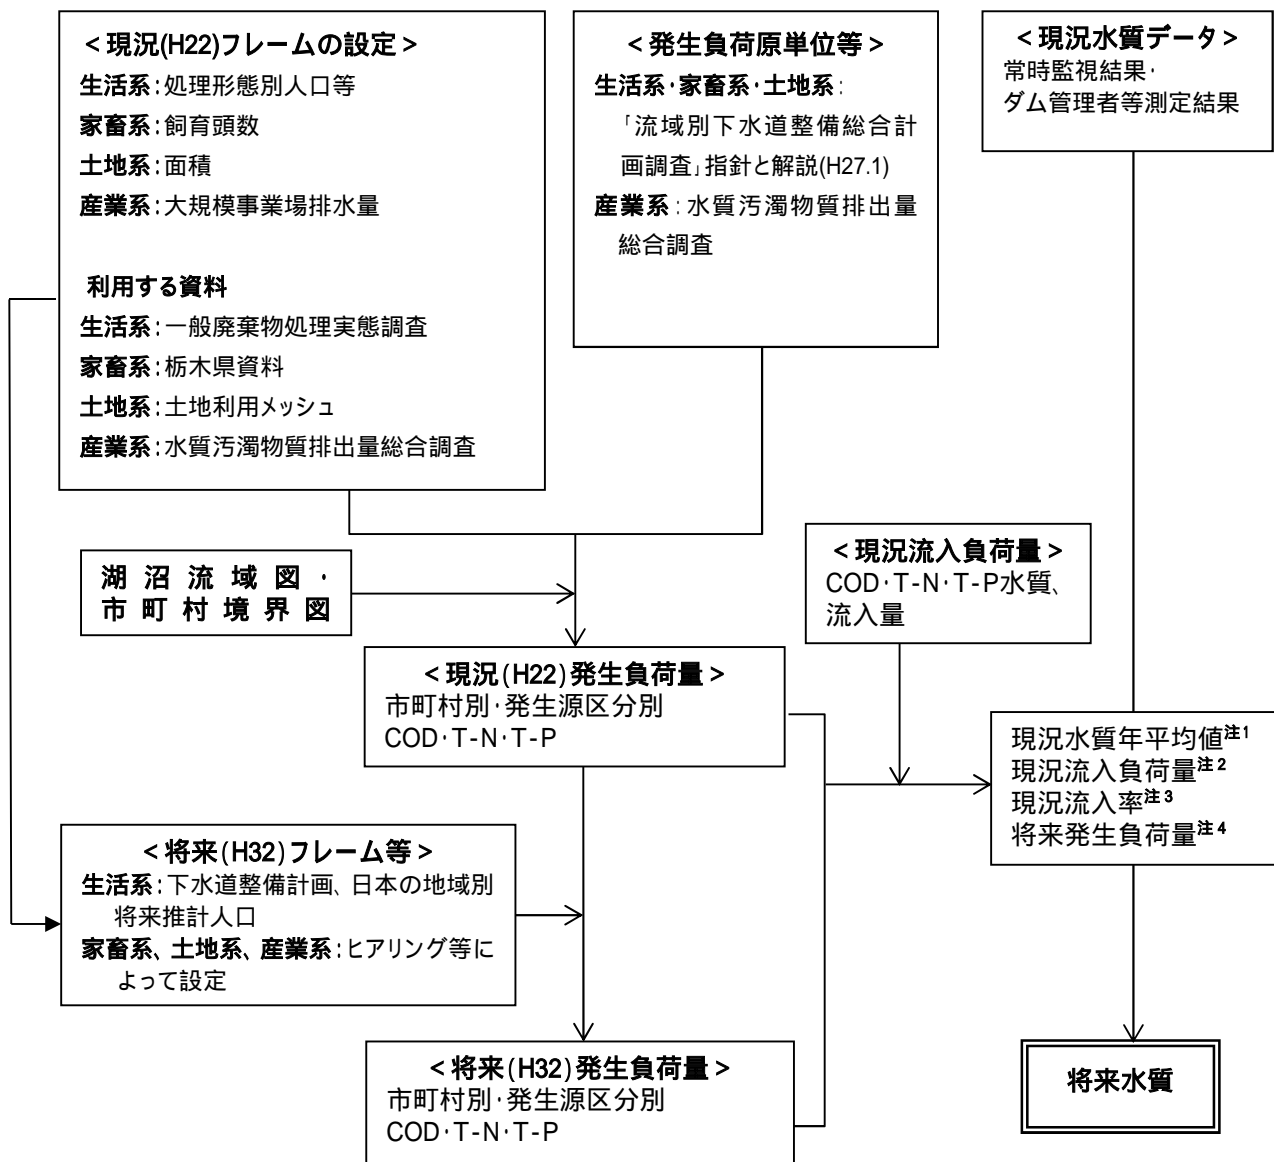 ＜現況(H22)フレームの設定＞
生活系：処理形態別人口等
家畜系：飼育頭数
土地系：面積
産業系：大規模事業場排水量
利用する資料
生活系：一般廃棄物処理実態調査
家畜系：栃木県資料
土地系：土地利用メッシュ
産業系：水質汚濁物質排出量総合調査
＜発生負荷原単位等＞
生活系・家畜系・土地系：
「流域別下水道整備総合計
画調査」指針と解説(H27.1)
産業系：水質汚濁物質排出量
総合調査
＜現況水質データ＞
常時監視結果・
ダム管理者等測定結果
湖沼流域図・
市町村境界図
＜現況流入負荷量＞
COD・T-N・T-P水質、
流入量
＜現況(H22)発生負荷量＞
市町村別・発生源区分別
COD・T-N・T-P
現況水質年平均値注1
現況流入負荷量注2
現況流入率注3
将来発生負荷量注4
＜将来(H32)フレーム等＞
生活系：下水道整備計画、日本の地域別
将来推計人口
家畜系、土地系、産業系：ヒアリング等に
よって設定
＜将来(H32)発生負荷量＞
市町村別・発生源区分別
COD・T-N・T-P
将来水質